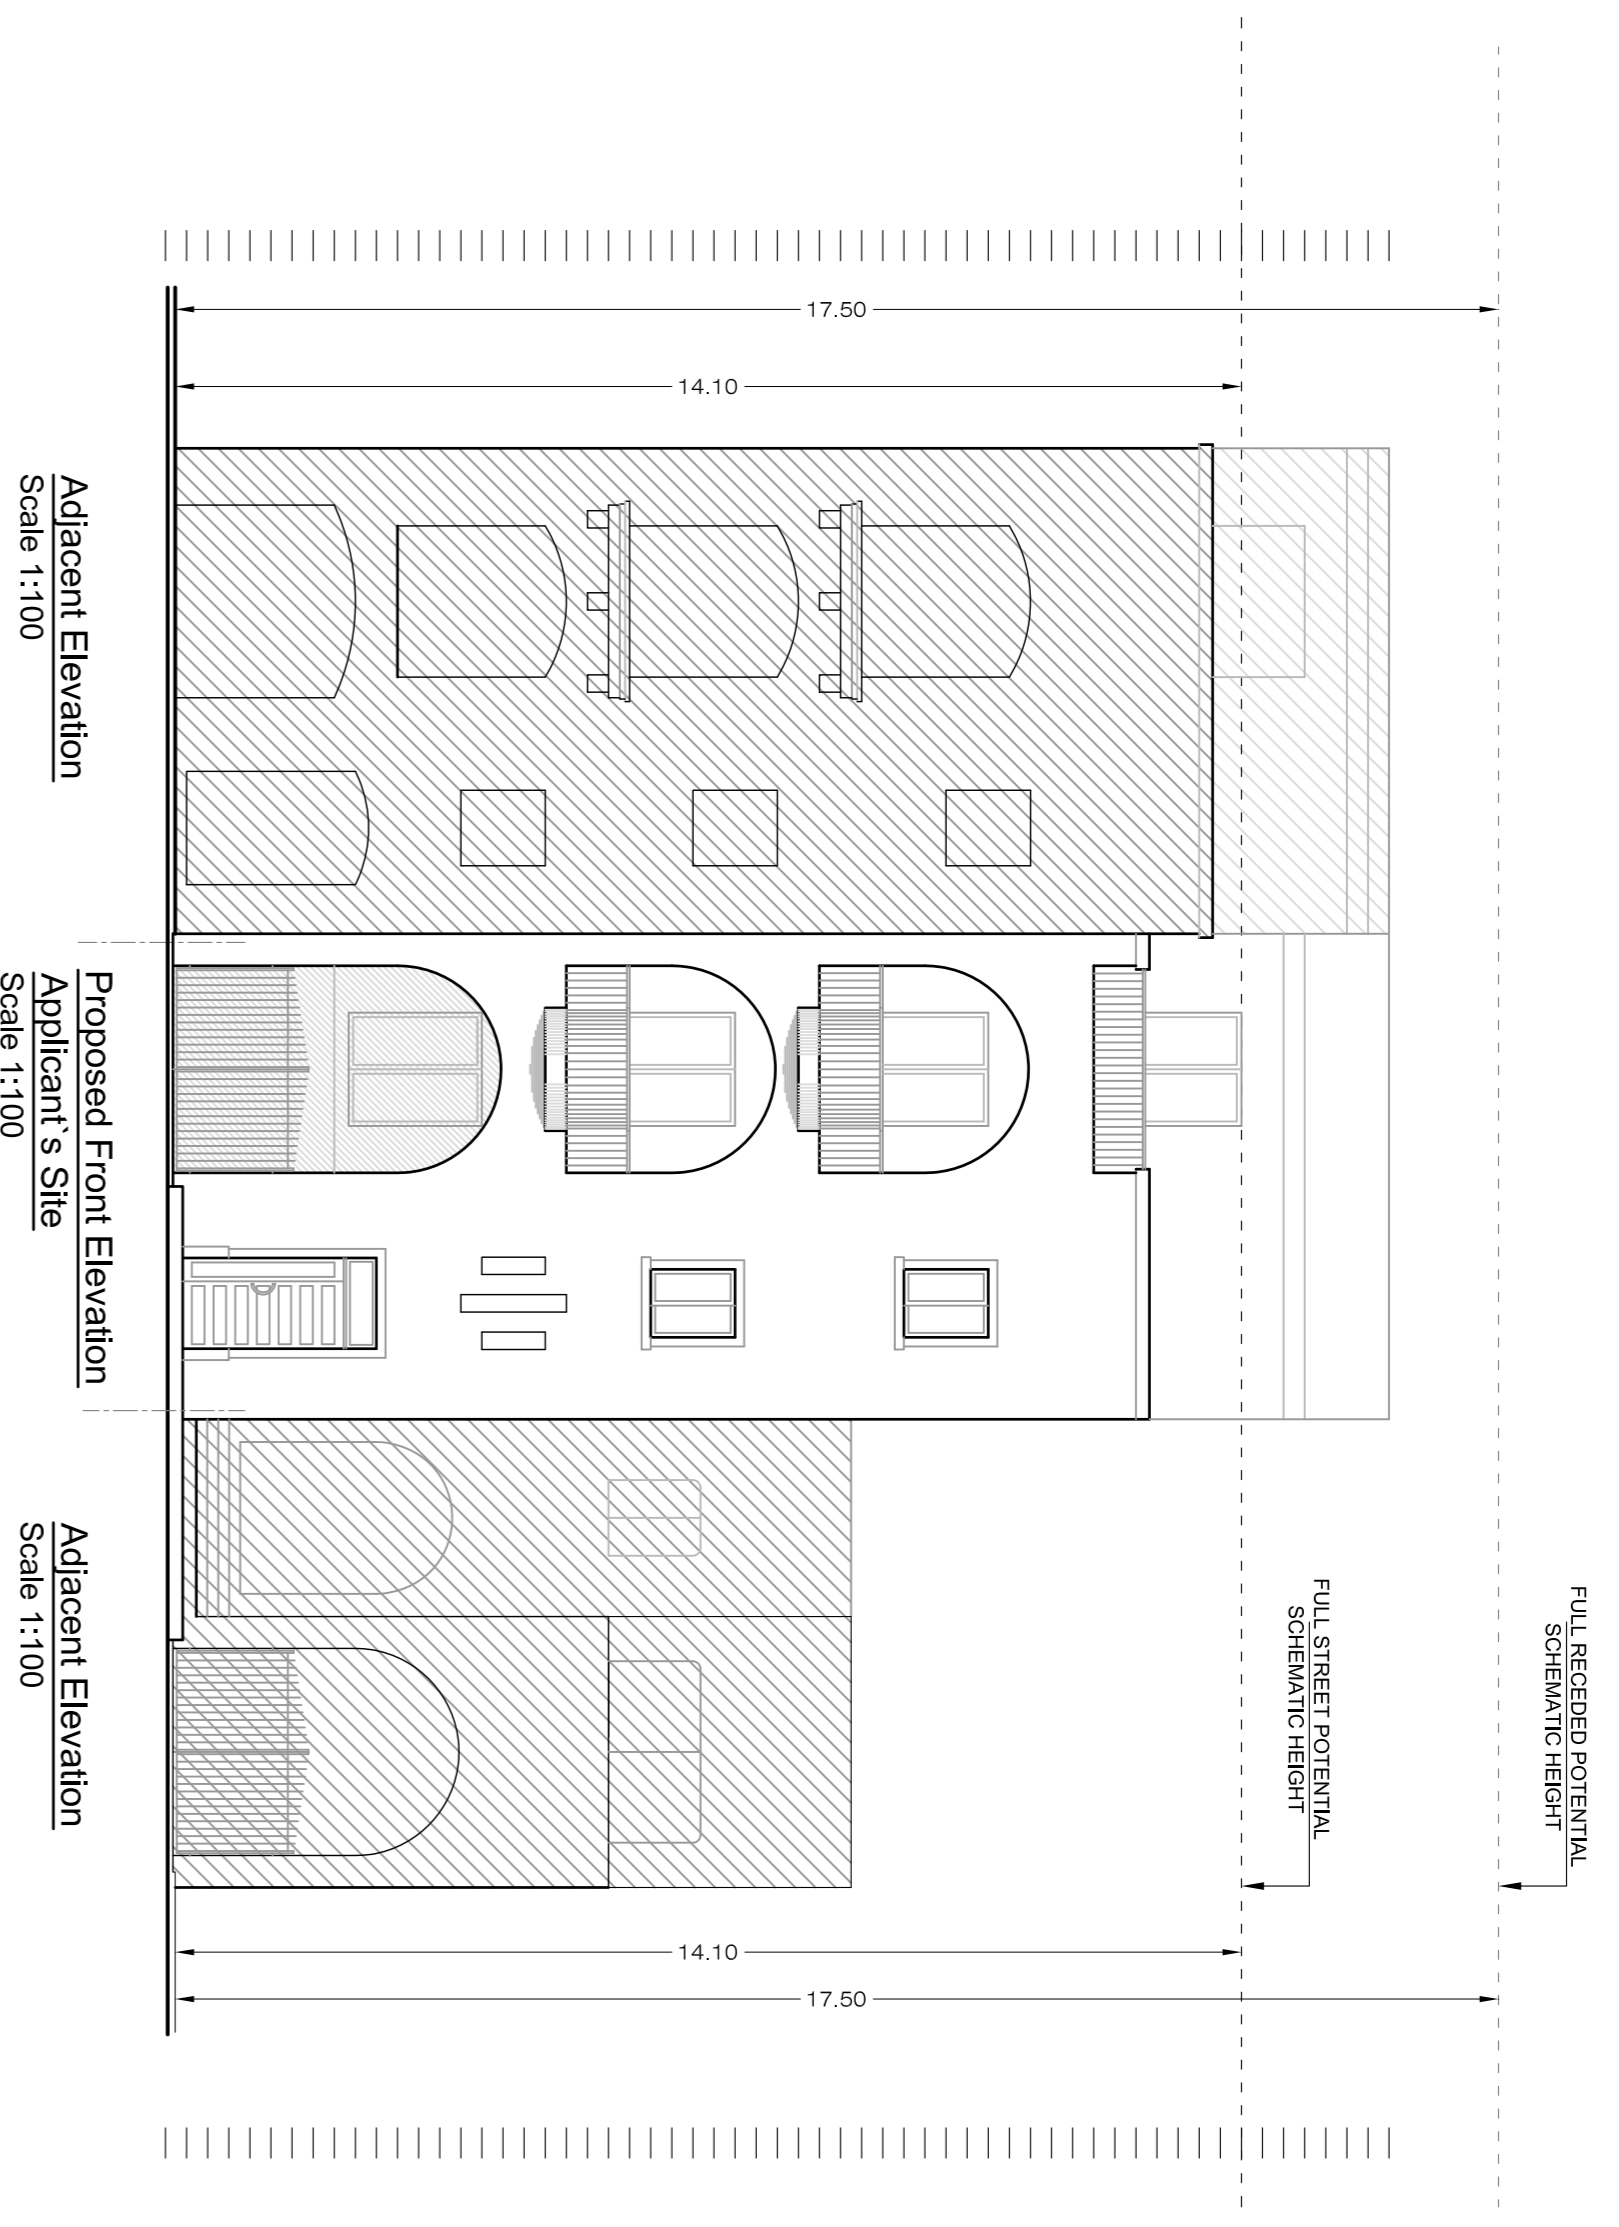 FULL RECEDED POTENTIAL
SCHEMATIC HEIGHT
FULL STREET POTENTIAL
SCHEMATIC HEIGHT
17.50
14.10
14.10
17.50
Adjacent Elevation
Scale 1:100
Proposed Front Elevation
Applicant`s Site
Scale 1:100
Adjacent Elevation
Scale 1:100